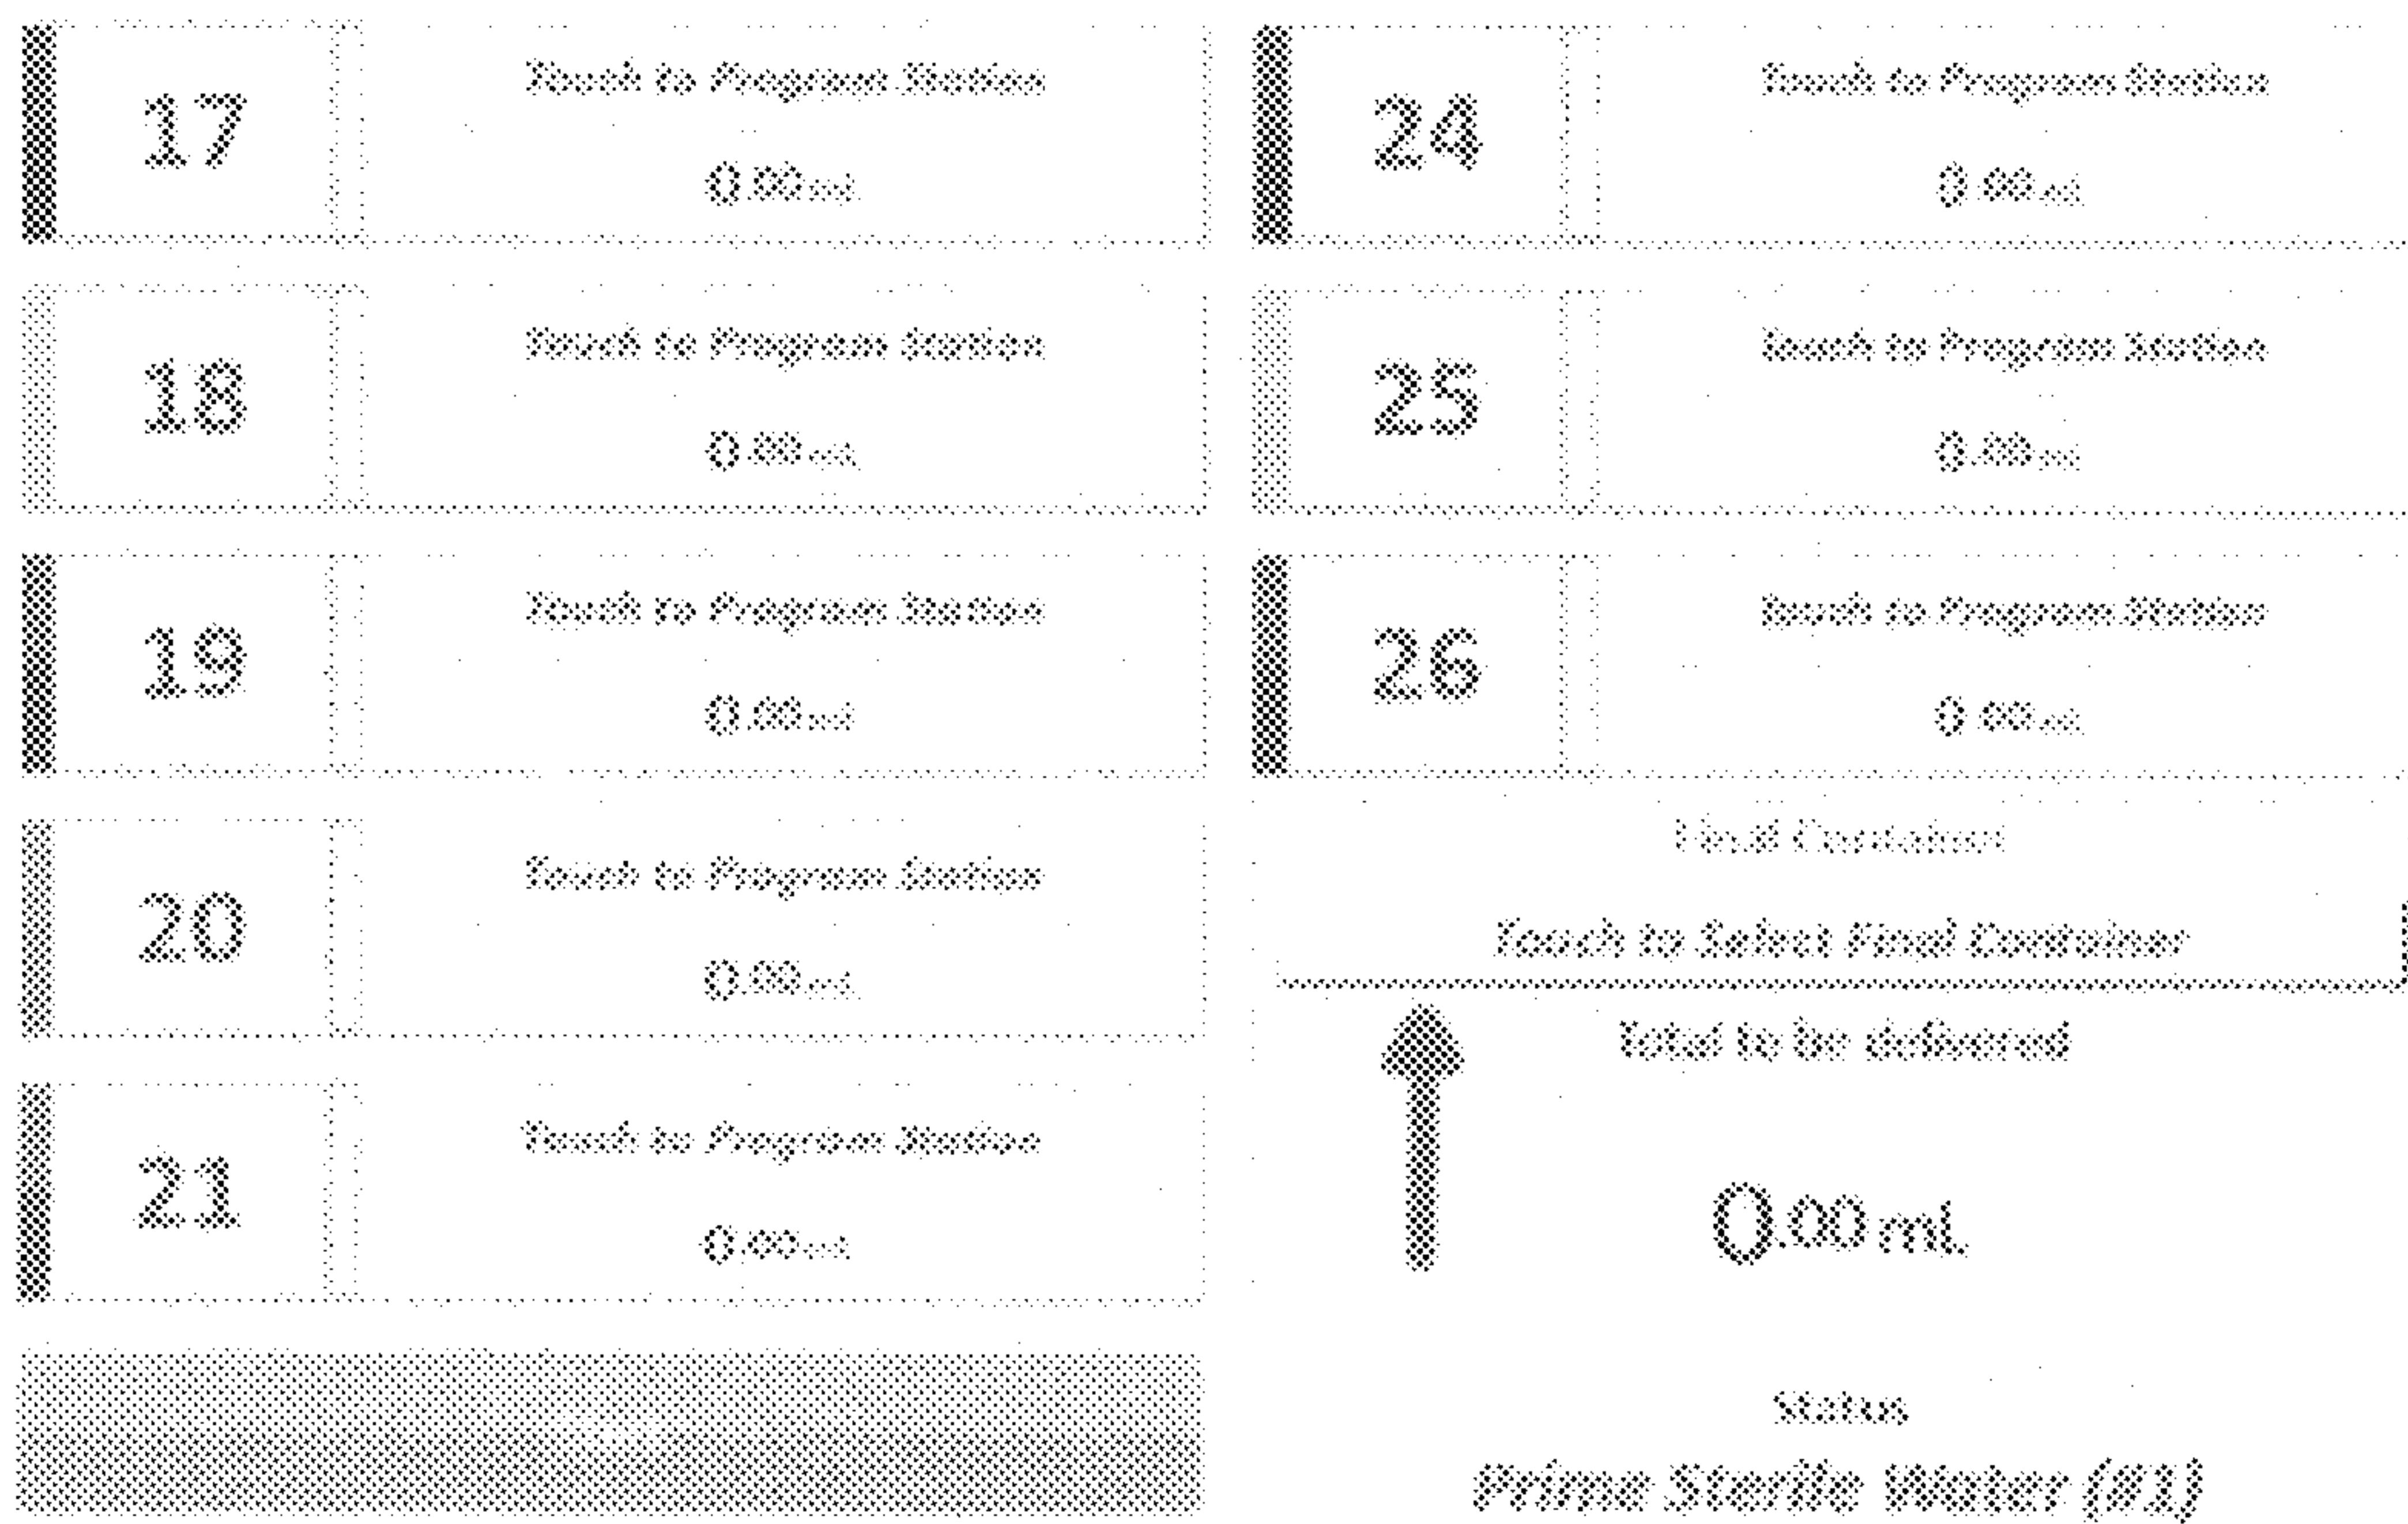 17
Touch to Program Station
0.00 mL
18
Touch to Program Station
0.00 mL
19
Touch to Program Station
0.00 mL
20
Touch to Program Station
0.00 mL
21
Touch to Program Station
0.00 mL
24
Touch to Program Station
0.00 mL
25
Touch to Program Station
0.00 mL
26
Touch to Program Station
0.00 mL
Final Container
Touch to Select Final Container
Total to be delivered
0.00 mL
Status
Prime Sterile Water (#1)